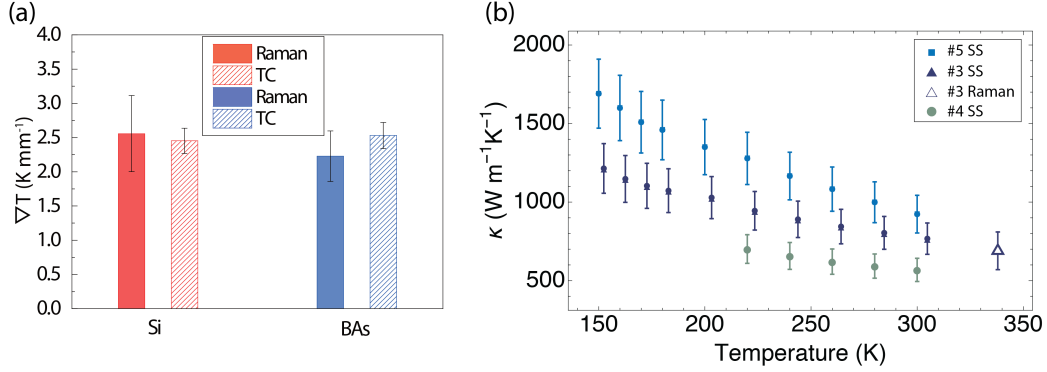 (a)
∇T (K mm⁻¹)
4.0
3.5
3.0
2.5
2.0
1.5
1.0
0.5
0.0
Raman
TC
Raman
TC
Si
BAs
(b)
κ (W m⁻¹K⁻¹)
2000
1500
1000
500
#5 SS
#3 SS
#3 Raman
#4 SS
150
200
250
300
350
Temperature (K)